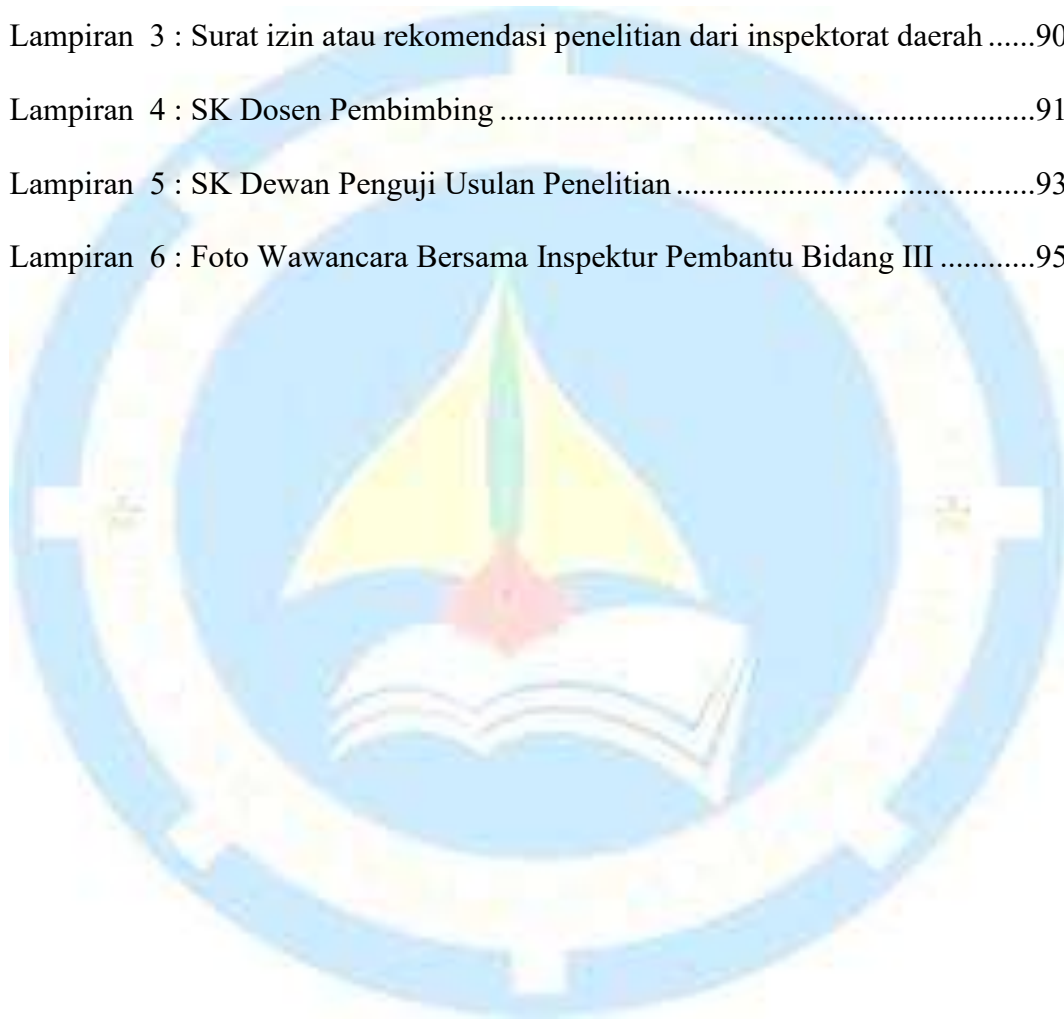 Lampiran  3 : Surat izin atau rekomendasi penelitian dari inspektorat daerah ......90
Lampiran  4 : SK Dosen Pembimbing ....................................................................91
Lampiran  5 : SK Dewan Penguji Usulan Penelitian .............................................93
Lampiran  6 : Foto Wawancara Bersama Inspektur Pembantu Bidang III ............95